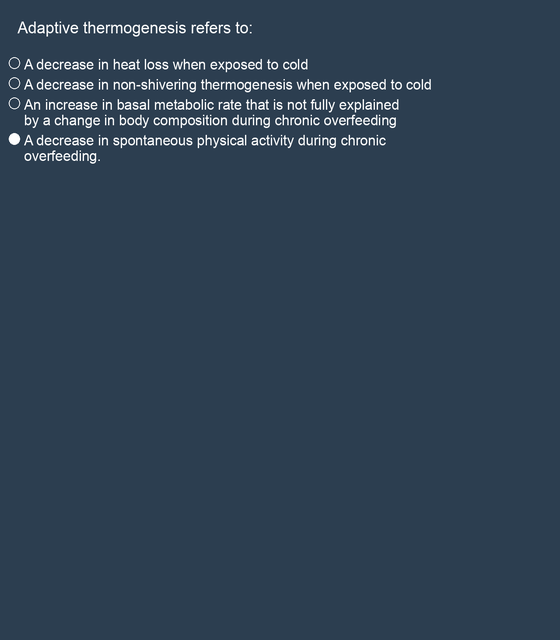 Adaptive thermogenesis refers to:
A decrease in heat loss when exposed to cold
A decrease in non-shivering thermogenesis when exposed to cold
An increase in basal metabolic rate that is not fully explained
by a change in body composition during chronic overfeeding
A decrease in spontaneous physical activity during chronic
overfeeding.